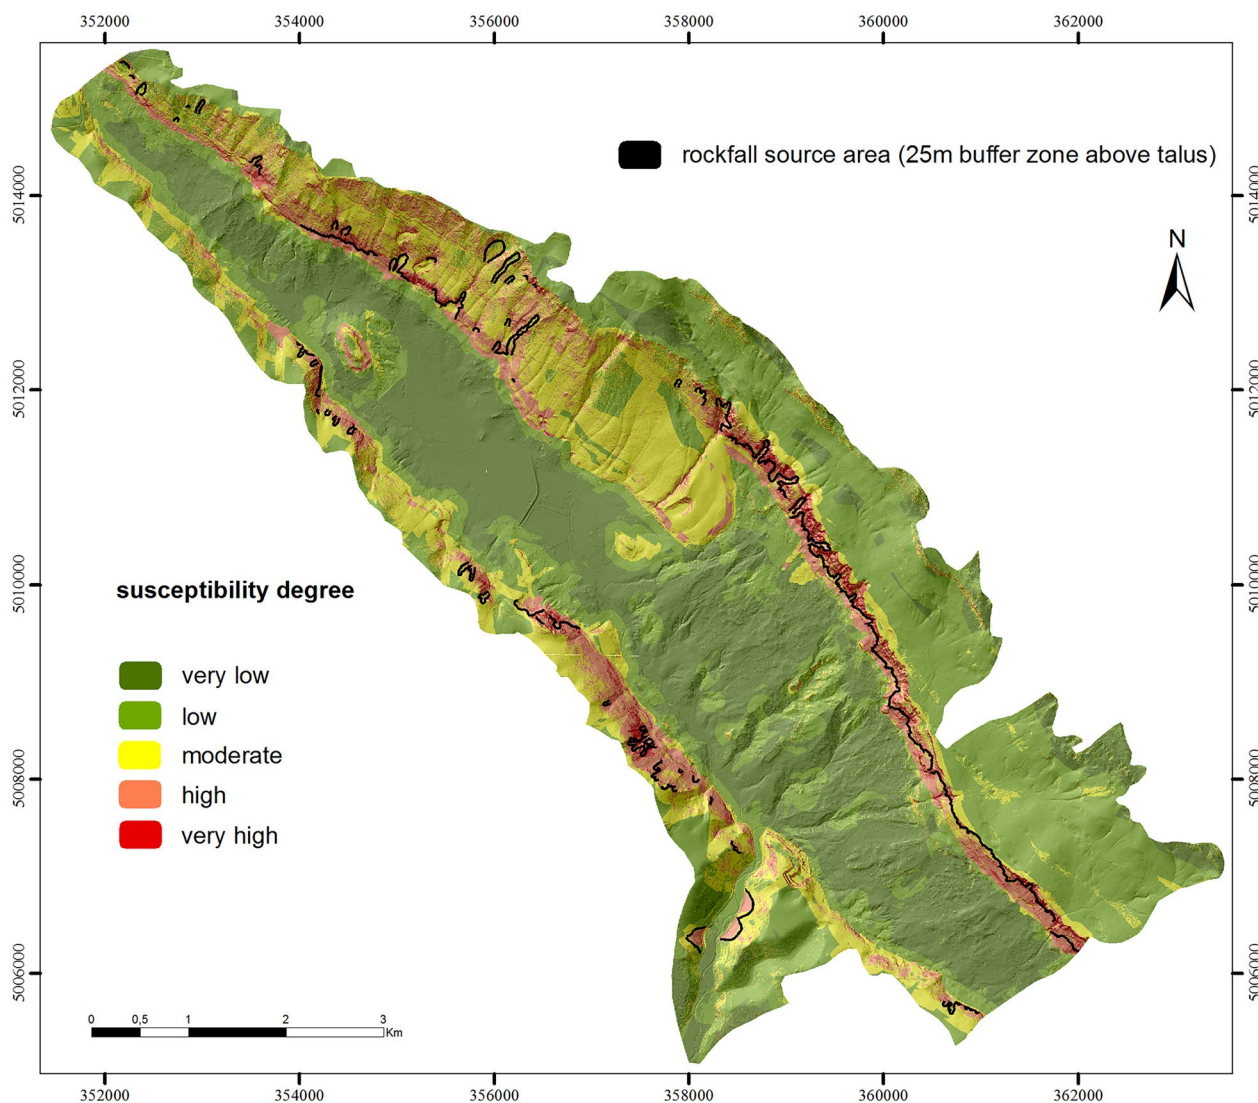 352000 354000 356000 358000 360000 362000
rockfall source area (25m buffer zone above talus)
5014000 5014000
N
5012000 5012000
5010000 5010000
susceptibility degree
very low
low
moderate
high
very high
5008000 5008000
5006000 5006000
0 0,5 1 2 3
Km
352000 354000 356000 358000 360000 362000